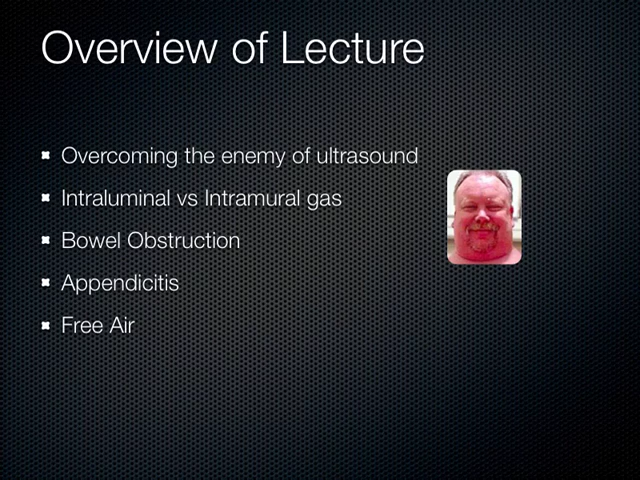 Overview of Lecture
Overcoming the enemy of ultrasound
Intraluminal vs Intramural gas
Bowel Obstruction
Appendicitis
Free Air